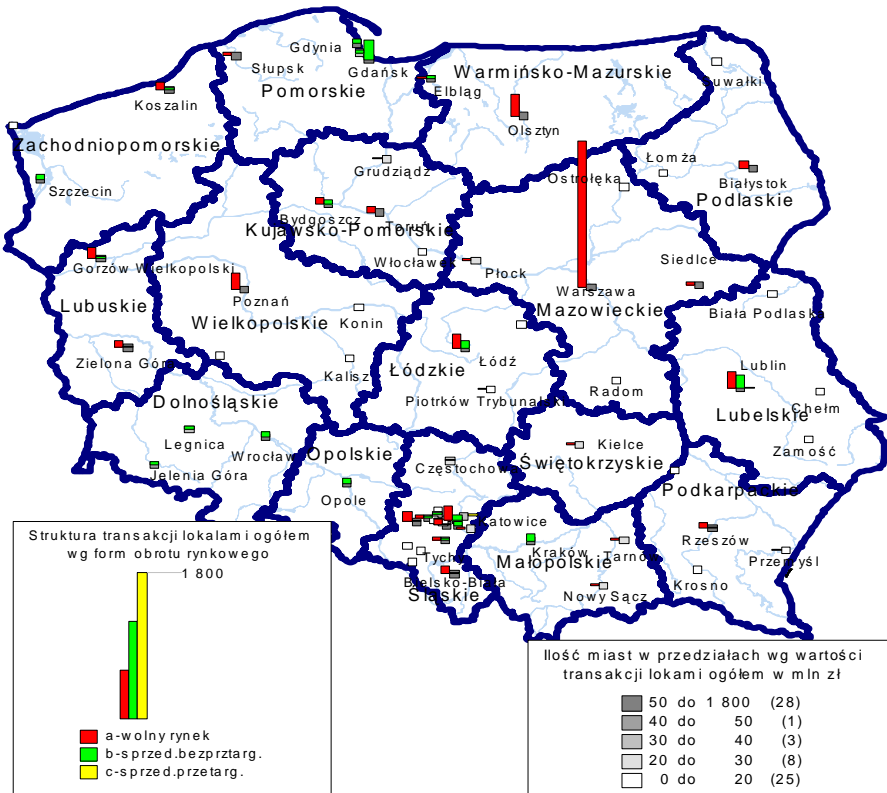 Gdynia
Słupsk
Gdańsk
Pomorskie
Warmińsko-Mazurskie
Suwałki
Koszalin
Elbląg
Olsztyn
Zachodniopomorskie
Szczecin
Grudziądz
Ostrołęka
Łomża
Białystok
Podlaskie
Bydgoszcz
Toruń
Kujawsko-Pomorskie
Włocławek
Płock
Siedlce
Gorzów Wielkopolski
Lubuskie
Poznań
Wielkopolskie
Konin
Warszawa
Mazowieckie
Biała Podlaska
Zielona Góra
Kalisz
Łódzkie
Łódź
Piotrków Trybunalski
Radom
Lublin
Lubelskie
Chełm
Zamość
Dolnośląskie
Legnica
Wrocław
Jelenia Góra
Opolskie
Opole
Częstochowa
Kielce
Świętokrzyskie
Podkarpackie
Katowice
Tychy
Bielsko-Biała
Śląskie
Kraków
Małopolskie
Tarnów
Nowy Sącz
Rzeszów
Przemyśl
Krosno
Struktura transakcji lokalami ogółem
wg form obrotu rynkowego
1 800
a-wolny rynek
b-sprzed.bezprztarg.
c-sprzed.przetarg.
Ilość miast w przedziałach wg wartości
transakcji lokami ogółem w mln zł
50 do 1 800 (28)
40 do 50 (1)
30 do 40 (3)
20 do 30 (8)
0 do 20 (25)